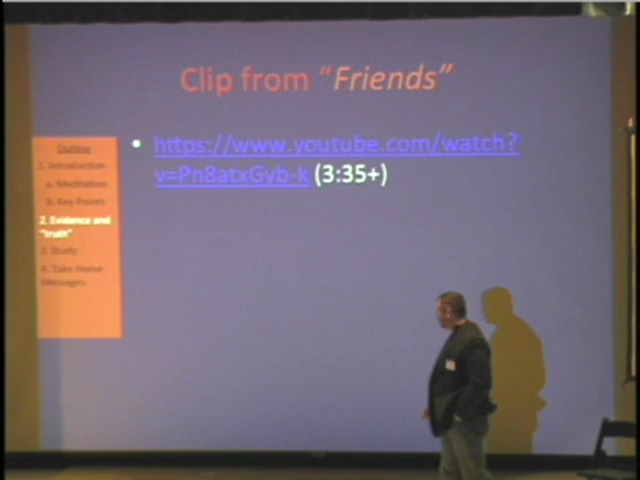 Clip from "Friends"
Outline
1. Introduction
a. Meditation
b. Key Points
2. Evidence and
"truth"
3. Study
4. Take Home
Messages
• https://www.youtube.com/watch?
v=Pn8atxGyb-k (3:35+)